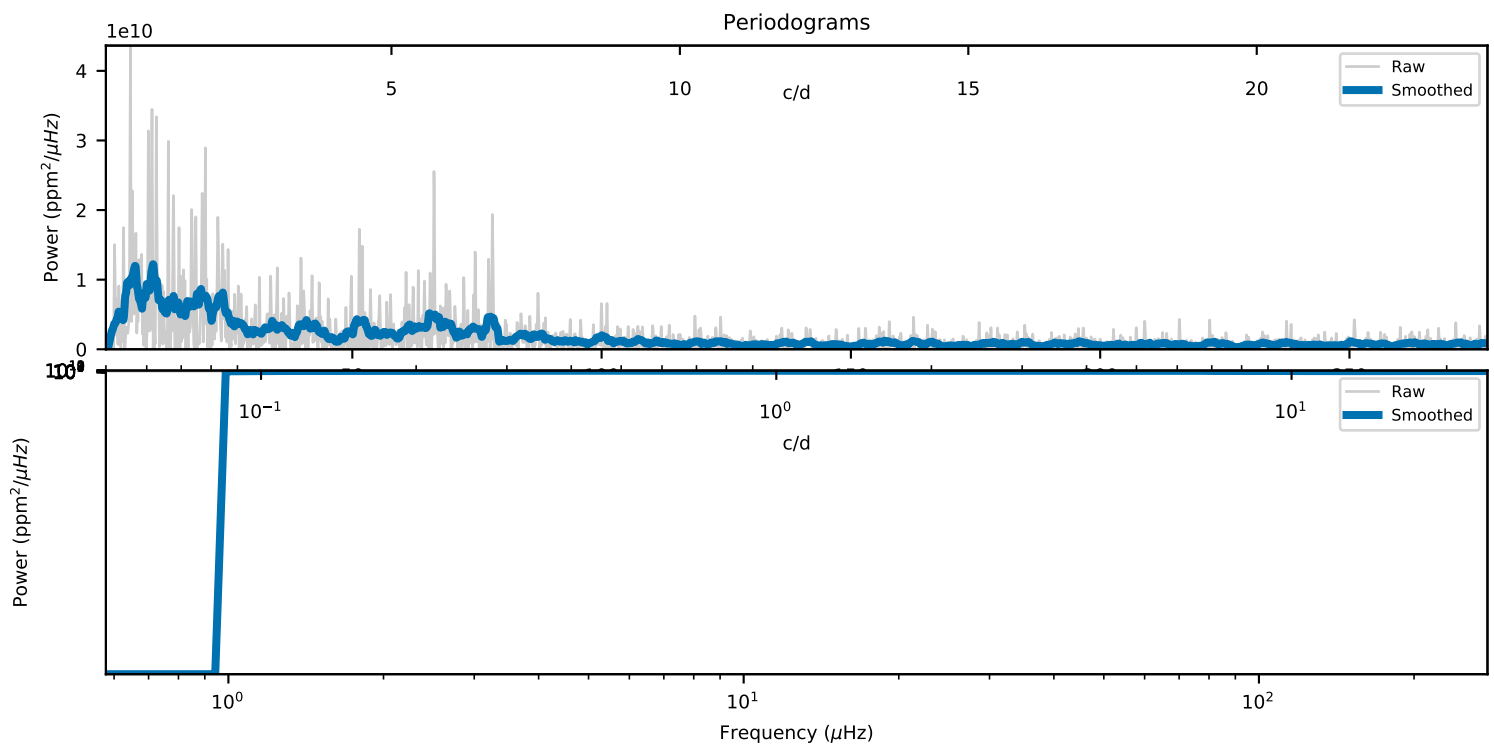 Periodograms
1e10
4
3
2
1
0
5
10
15
20
c/d
Raw
Smoothed
Power (ppm²/μHz)
10⁻¹
10⁰
10¹
c/d
Raw
Smoothed
Power (ppm²/μHz)
10⁰
10¹
10²
Frequency (μHz)